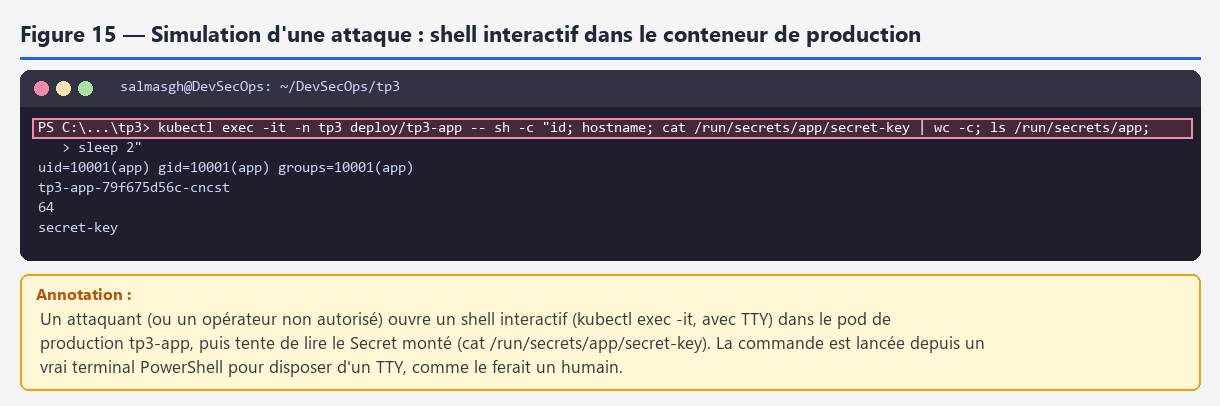 Figure 15 — Simulation d'une attaque : shell interactif dans le conteneur de production
salmasgh@DevSecOps: ~/DevSecOps/tp3
PS C:\...\tp3> kubectl exec -it -n tp3 deploy/tp3-app -- sh -c "id; hostname; cat /run/secrets/app/secret-key | wc -c; ls /run/secrets/app;
> sleep 2"
uid=10001(app) gid=10001(app) groups=10001(app)
tp3-app-79f675d56c-cncst
64
secret-key
Annotation :
Un attaquant (ou un opérateur non autorisé) ouvre un shell interactif (kubectl exec -it, avec TTY) dans le pod de
production tp3-app, puis tente de lire le Secret monté (cat /run/secrets/app/secret-key). La commande est lancée depuis un
vrai terminal PowerShell pour disposer d'un TTY, comme le ferait un humain.